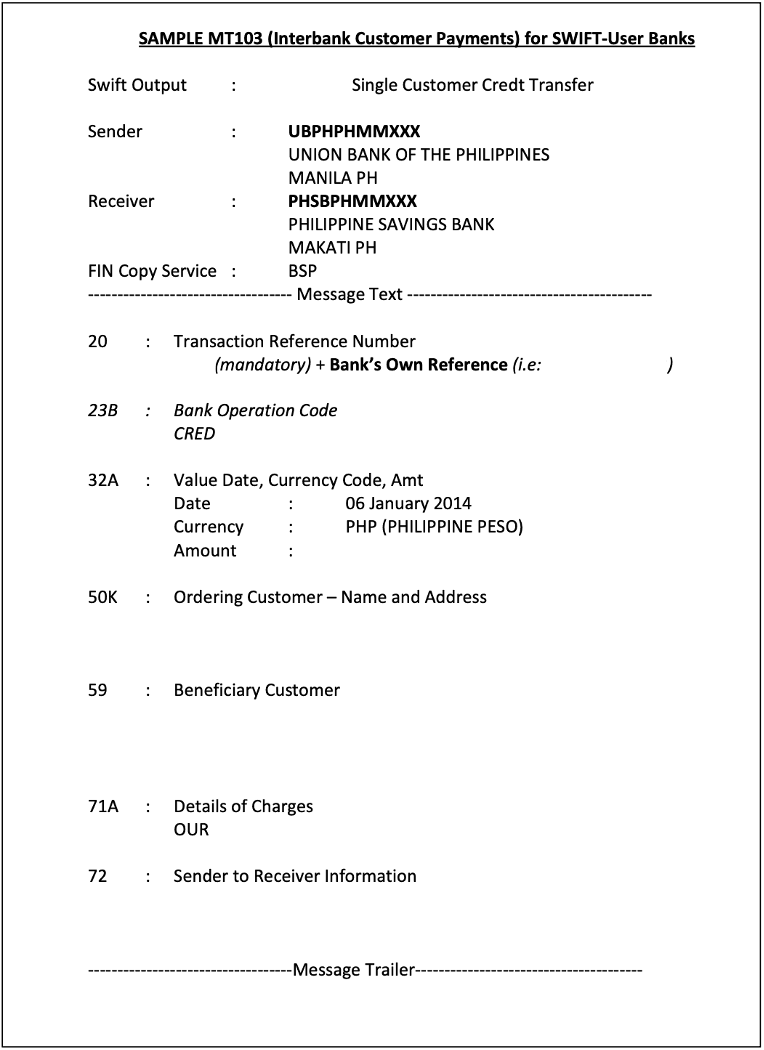 SAMPLE MT103 (Interbank Customer Payments) for SWIFT-User Banks
Swift Output : Single Customer Credt Transfer
Sender : UBPHPHMMXXX
UNION BANK OF THE PHILIPPINES
MANILA PH
Receiver : PHSBPHMMXXX
PHILIPPINE SAVINGS BANK
MAKATI PH
FIN Copy Service : BSP
----------------------------------- Message Text ------------------------------------------
20 : Transaction Reference Number
(mandatory) + Bank’s Own Reference (i.e: )
23B : Bank Operation Code
CRED
32A : Value Date, Currency Code, Amt
Date : 06 January 2014
Currency : PHP (PHILIPPINE PESO)
Amount :
50K : Ordering Customer – Name and Address
59 : Beneficiary Customer
71A : Details of Charges
OUR
72 : Sender to Receiver Information
-----------------------------------Message Trailer---------------------------------------